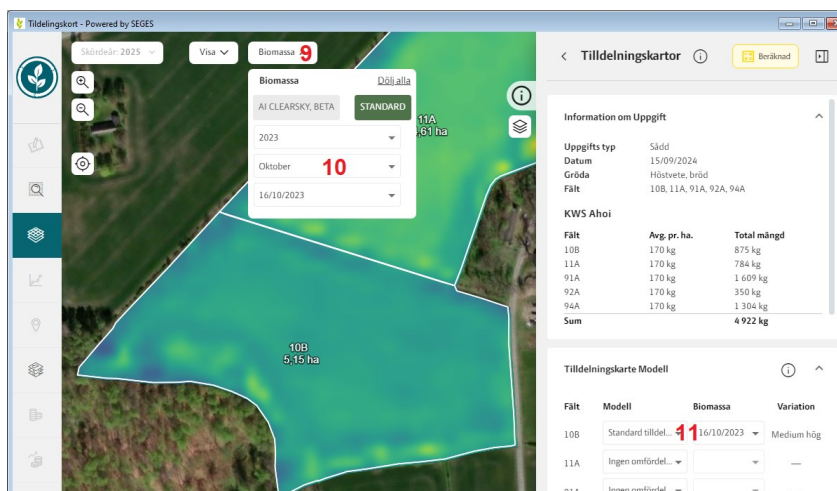 Tildelingskort - Powered by SEGES
Skördeår: 2025
Visa
Biomassa 9
Biomassa Dölj alla
AI CLEARSKY, BETA STANDARD
2023
Oktober 10
16/10/2023
11A
,61 ha
10B
5,15 ha
Tilldelningskartor
Beräknad
Information om Uppgift
Uppgifts typ Sådd
Datum 15/09/2024
Gröda Höstvete, bröd
Fält 10B, 11A, 91A, 92A, 94A
KWS Ahoi
Fält Avg. pr. ha. Total mängd
10B 170 kg 875 kg
11A 170 kg 784 kg
91A 170 kg 1 609 kg
92A 170 kg 350 kg
94A 170 kg 1 304 kg
Sum 4 922 kg
Tilldelningskarte Modell
Fält Modell Biomassa Variation
10B Standard tilldel... 11 16/10/2023 Medium hög
11A Ingen omfördel... —
91A Ingen omfördel...